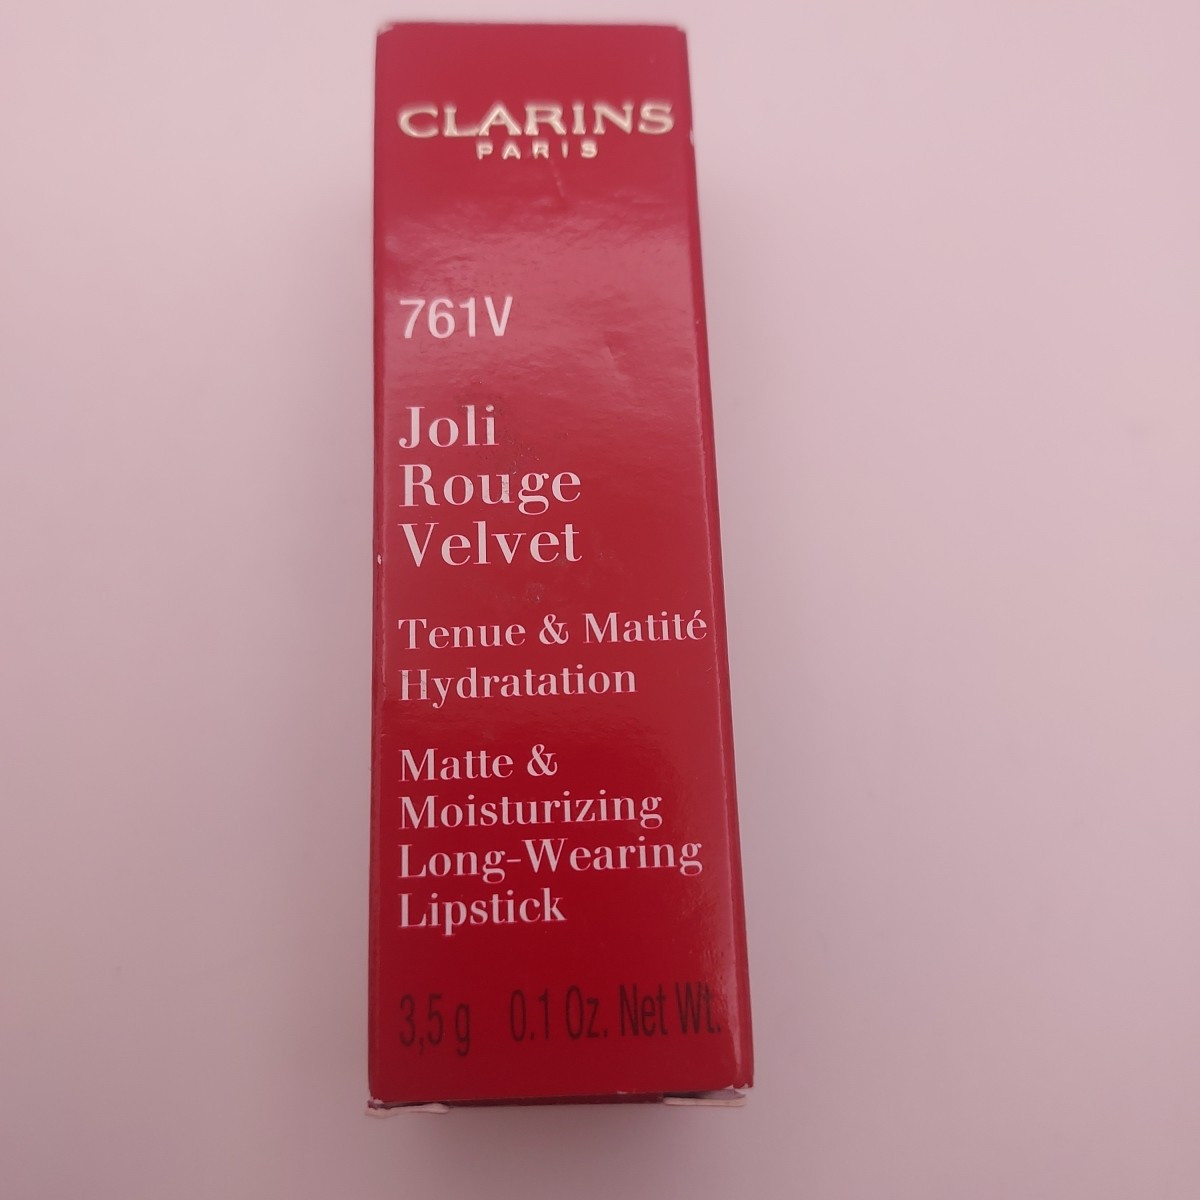 CLARINS
PARIS
761V
Joli
Rouge
Velvet
Tenue & Matité
Hydratation
Matte &
Moisturizing
Long-Wearing
Lipstick
3,5 g 0.1 Oz. Net Wt.